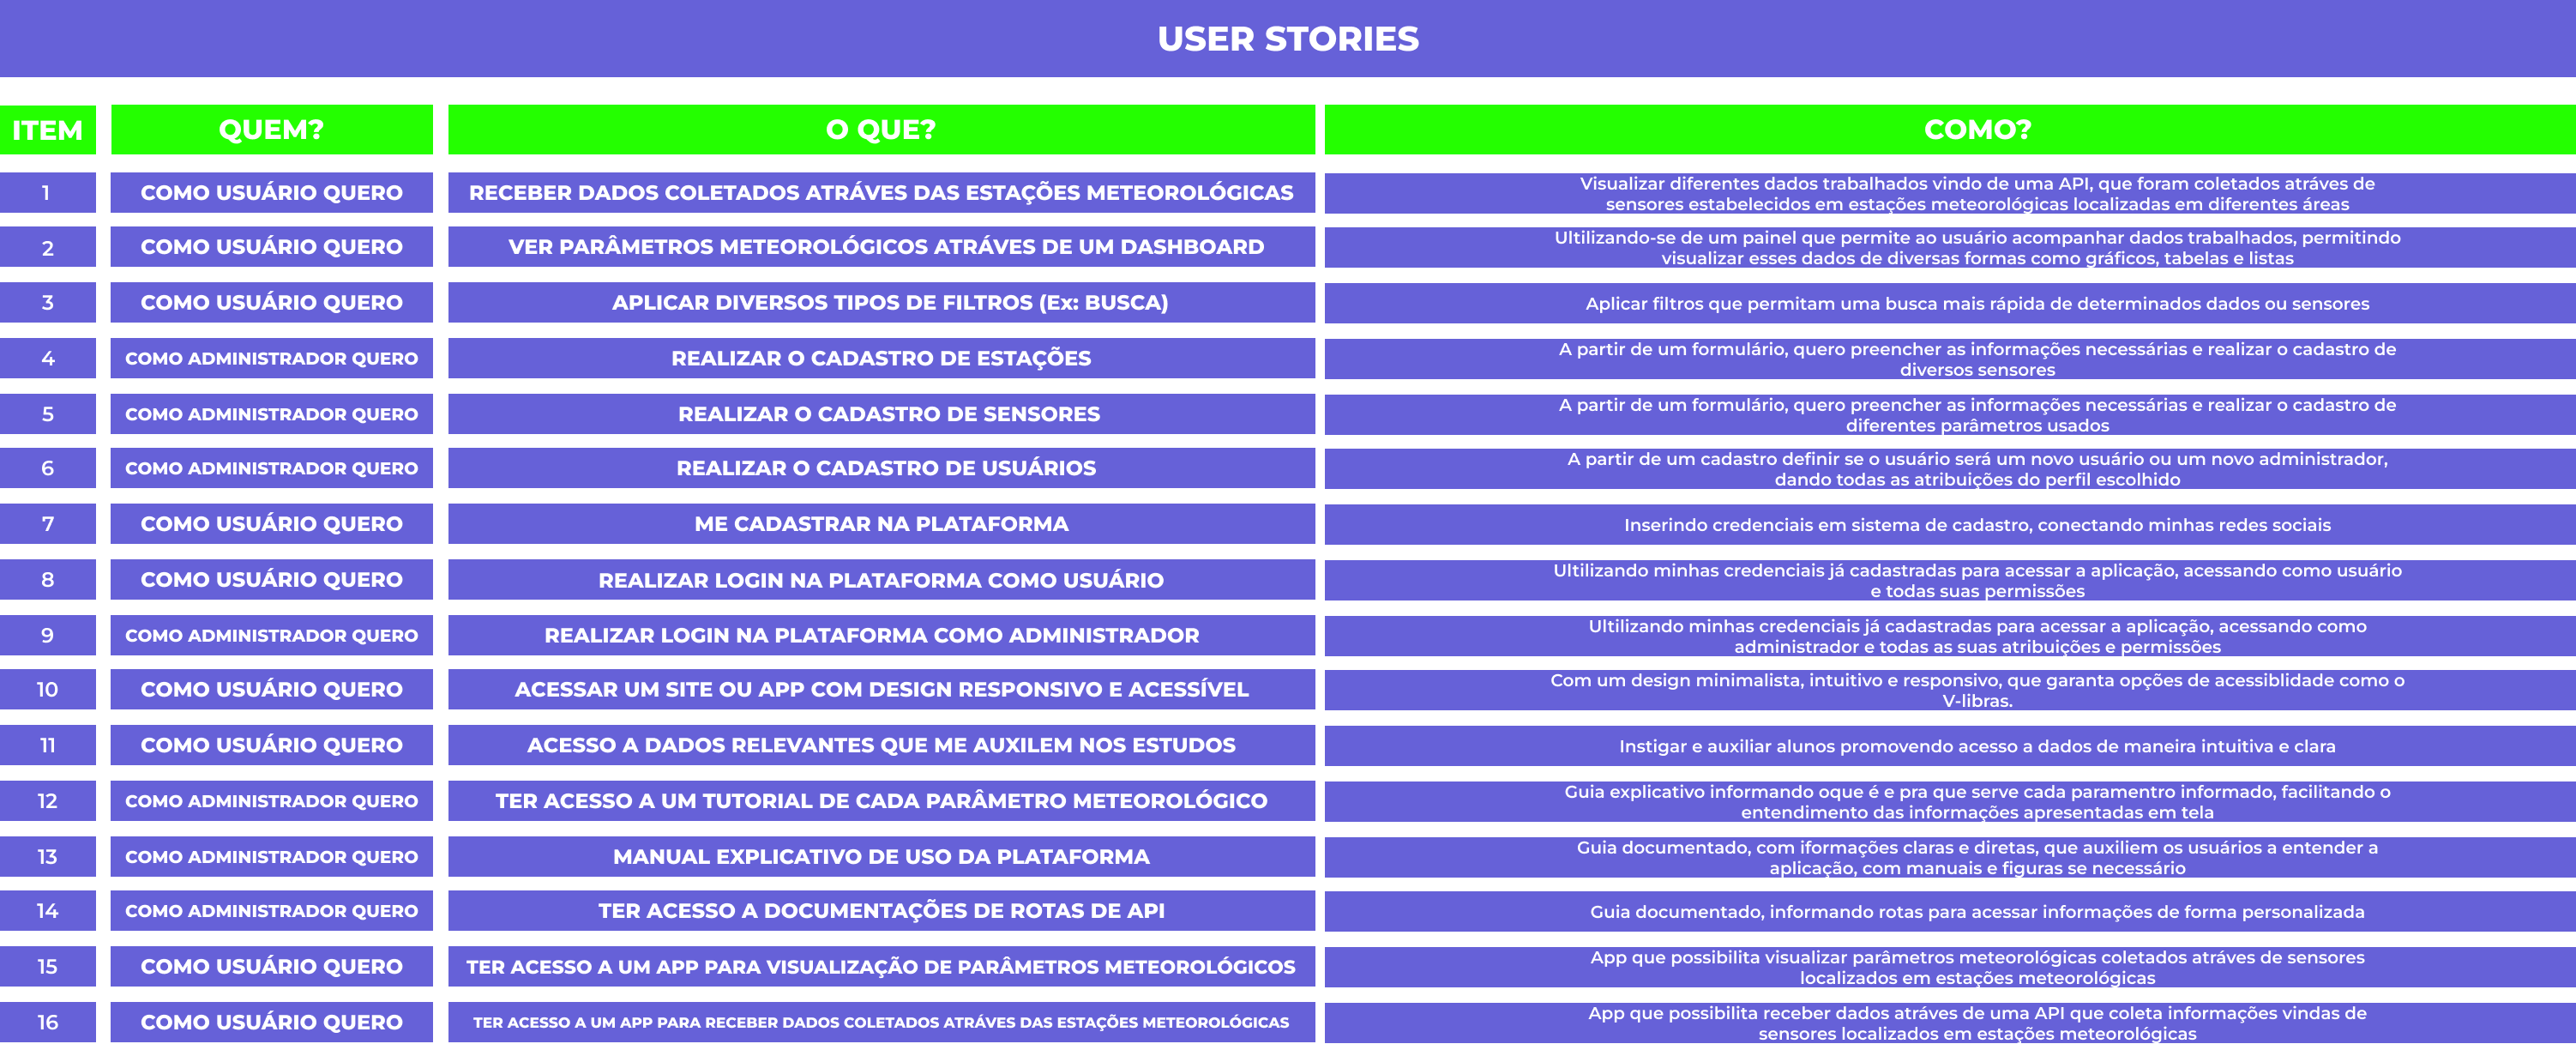 USER STORIES
ITEM QUEM? O QUE? COMO?
1 COMO USUÁRIO QUERO RECEBER DADOS COLETADOS ATRÁVES DAS ESTAÇÕES METEOROLÓGICAS Visualizar diferentes dados trabalhados vindo de uma API, que foram coletados atráves de
sensores estabelecidos em estações meteorológicas localizadas em diferentes áreas
2 COMO USUÁRIO QUERO VER PARÂMETROS METEOROLÓGICOS ATRÁVES DE UM DASHBOARD Ultilizando-se de um painel que permite ao usuário acompanhar dados trabalhados, permitindo
visualizar esses dados de diversas formas como gráficos, tabelas e listas
3 COMO USUÁRIO QUERO APLICAR DIVERSOS TIPOS DE FILTROS (Ex: BUSCA) Aplicar filtros que permitam uma busca mais rápida de determinados dados ou sensores
4 COMO ADMINISTRADOR QUERO REALIZAR O CADASTRO DE ESTAÇÕES A partir de um formulário, quero preencher as informações necessárias e realizar o cadastro de
diversos sensores
5 COMO ADMINISTRADOR QUERO REALIZAR O CADASTRO DE SENSORES A partir de um formulário, quero preencher as informações necessárias e realizar o cadastro de
diferentes parâmetros usados
6 COMO ADMINISTRADOR QUERO REALIZAR O CADASTRO DE USUÁRIOS A partir de um cadastro definir se o usuário será um novo usuário ou um novo administrador,
dando todas as atribuições do perfil escolhido
7 COMO USUÁRIO QUERO ME CADASTRAR NA PLATAFORMA Inserindo credenciais em sistema de cadastro, conectando minhas redes sociais
8 COMO USUÁRIO QUERO REALIZAR LOGIN NA PLATAFORMA COMO USUÁRIO Ultilizando minhas credenciais já cadastradas para acessar a aplicação, acessando como usuário
e todas suas permissões
9 COMO ADMINISTRADOR QUERO REALIZAR LOGIN NA PLATAFORMA COMO ADMINISTRADOR Ultilizando minhas credenciais já cadastradas para acessar a aplicação, acessando como
administrador e todas as suas atribuições e permissões
10 COMO USUÁRIO QUERO ACESSAR UM SITE OU APP COM DESIGN RESPONSIVO E ACESSÍVEL Com um design minimalista, intuitivo e responsivo, que garanta opções de acessiblidade como o
V-libras.
11 COMO USUÁRIO QUERO ACESSO A DADOS RELEVANTES QUE ME AUXILEM NOS ESTUDOS Instigar e auxiliar alunos promovendo acesso a dados de maneira intuitiva e clara
12 COMO ADMINISTRADOR QUERO TER ACESSO A UM TUTORIAL DE CADA PARÂMETRO METEOROLÓGICO Guia explicativo informando oque é e pra que serve cada paramentro informado, facilitando o
entendimento das informações apresentadas em tela
13 COMO ADMINISTRADOR QUERO MANUAL EXPLICATIVO DE USO DA PLATAFORMA Guia documentado, com iformações claras e diretas, que auxiliem os usuários a entender a
aplicação, com manuais e figuras se necessário
14 COMO ADMINISTRADOR QUERO TER ACESSO A DOCUMENTAÇÕES DE ROTAS DE API Guia documentado, informando rotas para acessar informações de forma personalizada
15 COMO USUÁRIO QUERO TER ACESSO A UM APP PARA VISUALIZAÇÃO DE PARÂMETROS METEOROLÓGICOS App que possibilita visualizar parâmetros meteorológicos coletados atráves de sensores
localizados em estações meteorológicas
16 COMO USUÁRIO QUERO TER ACESSO A UM APP PARA RECEBER DADOS COLETADOS ATRÁVES DAS ESTAÇÕES METEOROLÓGICAS App que possibilita receber dados atráves de uma API que coleta informações vindas de
sensores localizados em estações meteorológicas